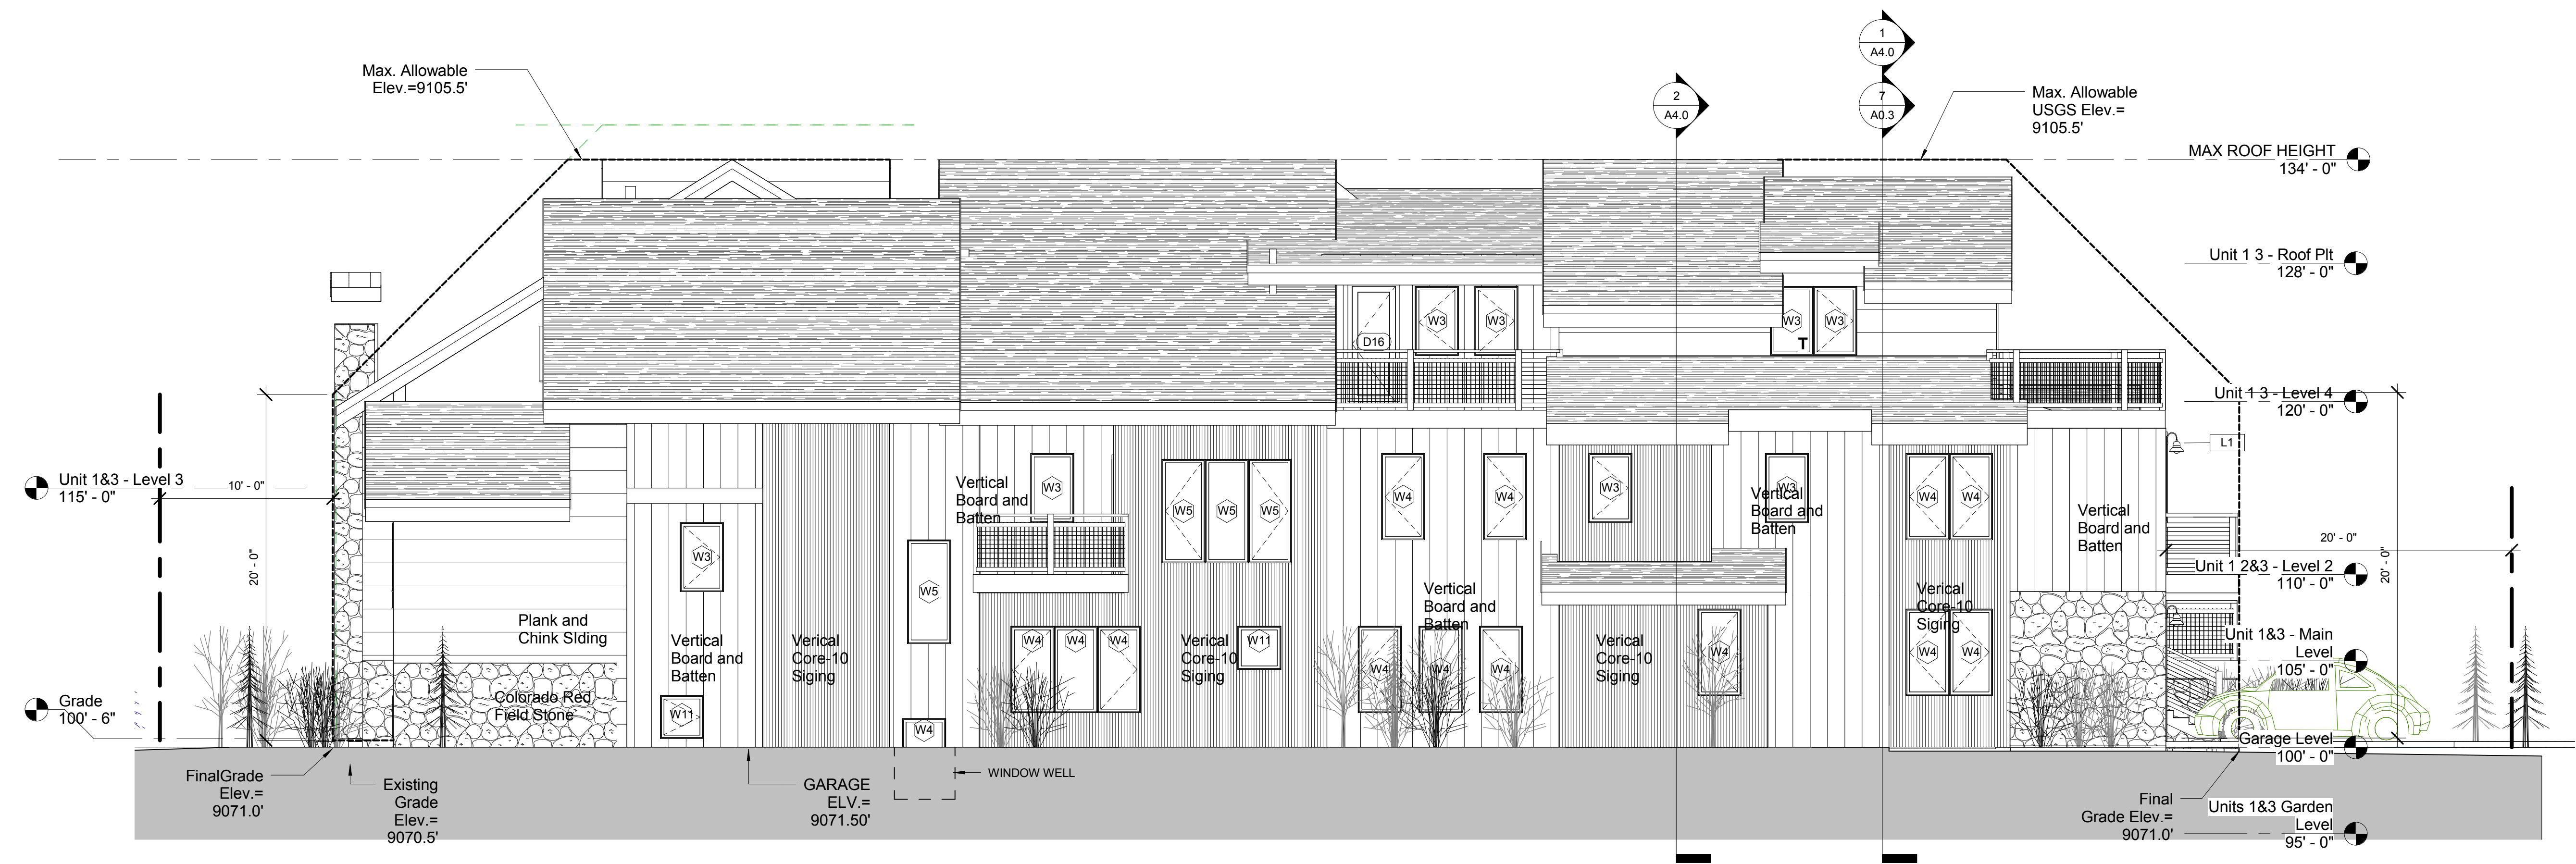 1
A4.0
Max. Allowable
Elev.=9105.5'
2
A4.0
7
A0.3
Max. Allowable
USGS Elev.=
9105.5'
MAX ROOF HEIGHT
134' - 0"
Unit 1 3 - Roof Plt
128' - 0"
W3
W3
W3
W3
D16
T
Unit 1 3 - Level 4
120' - 0"
L1
Unit 1&3 - Level 3
115' - 0"
10' - 0"
20' - 0"
Vertical
Board and
Batten
W3
W5
W5
W5
W4
W4
W3
Vertical
Board and
Batten
W3
W4
W4
Vertical
Board and
Batten
20' - 0"
20' - 0"
W3
W5
Unit 1 2&3 - Level 2
110' - 0"
Plank and
Chink SIding
Vertical
Board and
Batten
Verical
Core-10
Siging
W4
W4
W4
Verical
Core-10
Siging
W11
Vertical
Board and
Batten
W4
W4
W4
Verical
Core-10
Siging
W4
Verical
Core-10
Siging
W4
W4
Unit 1&3 - Main
Level
105' - 0"
Grade
100' - 6"
Colorado Red
Field Stone
W11
W4
Garage Level
100' - 0"
FinalGrade
Elev.=
9071.0'
Existing
Grade
Elev.=
9070.5'
GARAGE
ELV.=
9071.50'
WINDOW WELL
Final
Grade Elev.=
9071.0'
Units 1&3 Garden
Level
95' - 0"